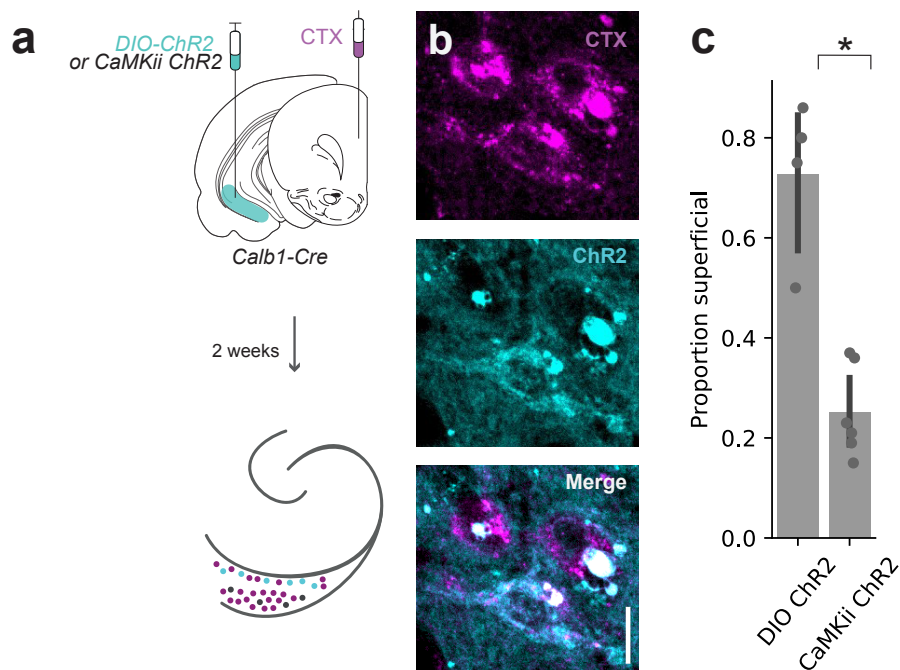 a
DIO-ChR2
or CaMKii ChR2
CTX
Calb1-Cre
2 weeks
b
CTX
ChR2
Merge
c
*
Proportion superficial
0.8
0.6
0.4
0.2
0.0
DIO ChR2
CaMKii ChR2